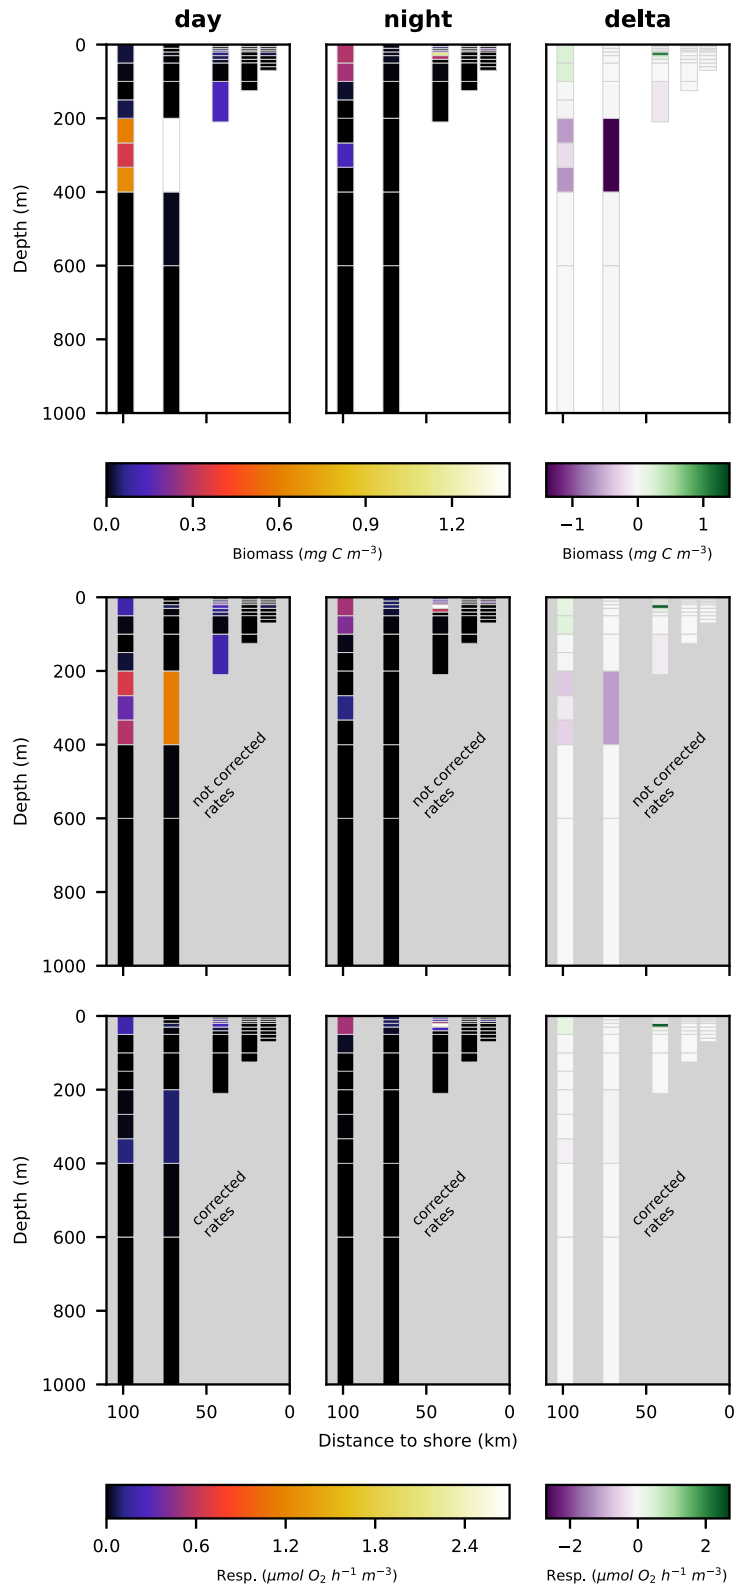 day night delta
0
200
400
600
800
1000
Depth (m)
0.0 0.3 0.6 0.9 1.2
Biomass (mg C m⁻³)
−1 0 1
Biomass (mg C m⁻³)
0
200
400
600
800
1000
Depth (m)
not corrected
rates
not corrected
rates
not corrected
rates
0
200
400
600
800
1000
Depth (m)
corrected
rates
corrected
rates
corrected
rates
100 50 0 100 50 0 100 50 0
Distance to shore (km)
0.0 0.6 1.2 1.8 2.4
Resp. (μmol O₂ h⁻¹ m⁻³)
−2 0 2
Resp. (μmol O₂ h⁻¹ m⁻³)